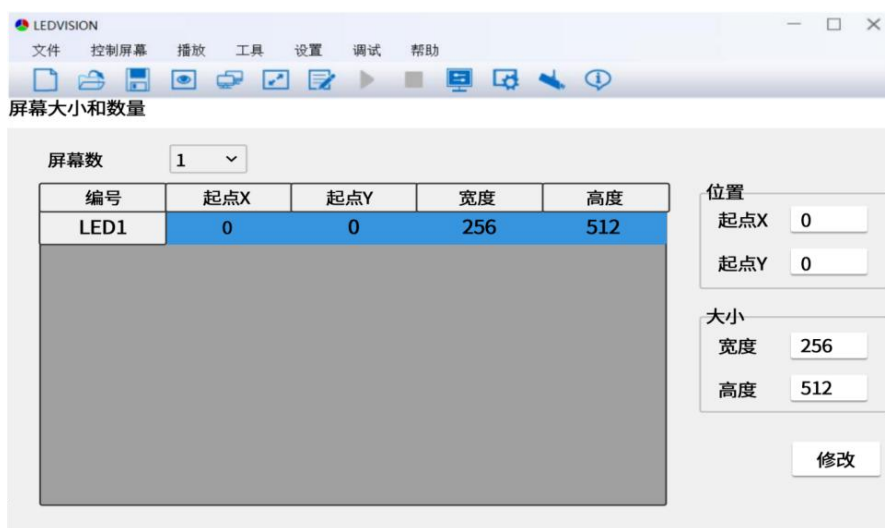 LEDVISION
文件 控制屏幕 播放 工具 设置 调试 帮助
屏幕大小和数量
屏幕数 1
编号 起点X 起点Y 宽度 高度
LED1 0 0 256 512
位置
起点X 0
起点Y 0
大小
宽度 256
高度 512
修改